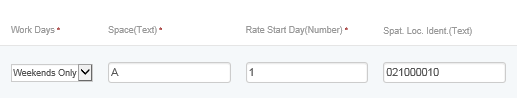 Work Days * Space(Text) * Rate Start Day(Number) * Spat. Loc. Ident.(Text)
Weekends Only A 1 021000010